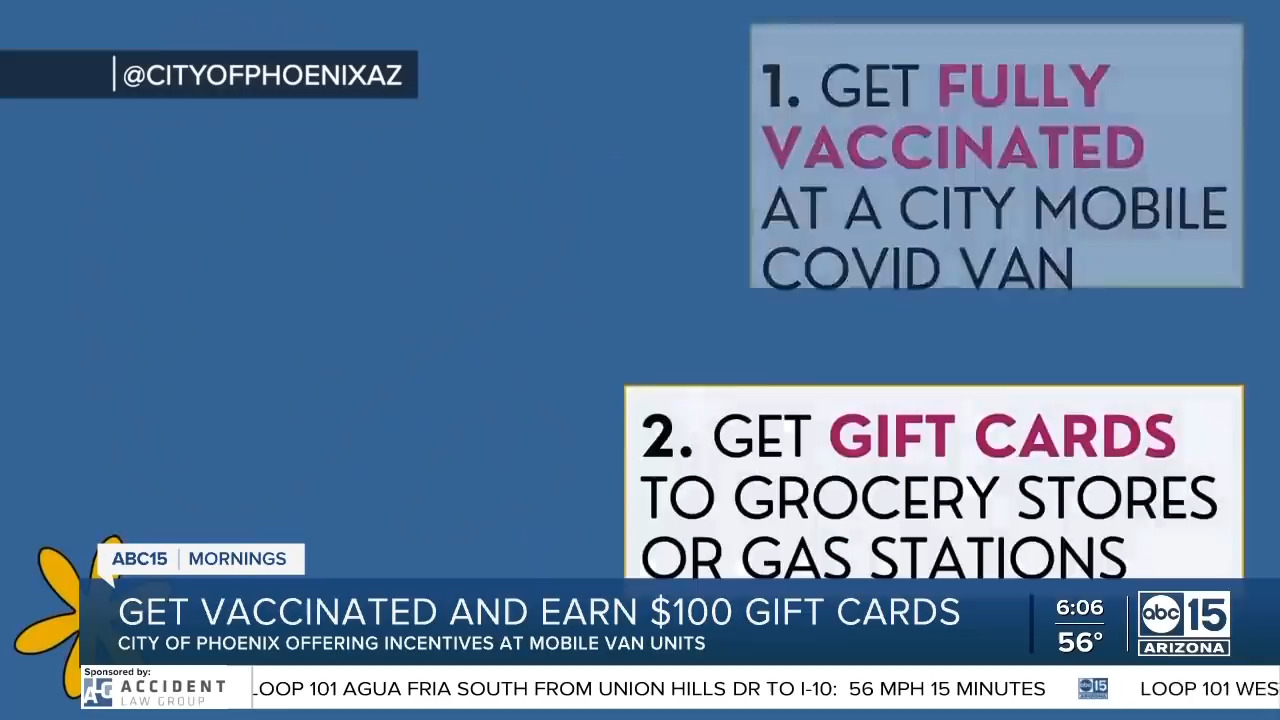 @CITYOFPHOENIXAZ
1. GET FULLY
VACCINATED
AT A CITY MOBILE
COVID VAN
2. GET GIFT CARDS
TO GROCERY STORES
OR GAS STATIONS
ABC15 | MORNINGS
GET VACCINATED AND EARN $100 GIFT CARDS
CITY OF PHOENIX OFFERING INCENTIVES AT MOBILE VAN UNITS
6:06
56°
abc 15
ARIZONA
Sponsored by:
ALG ACCIDENT
LAW GROUP
LOOP 101 AGUA FRIA SOUTH FROM UNION HILLS DR TO I-10: 56 MPH 15 MINUTES abc 15 LOOP 101 WES